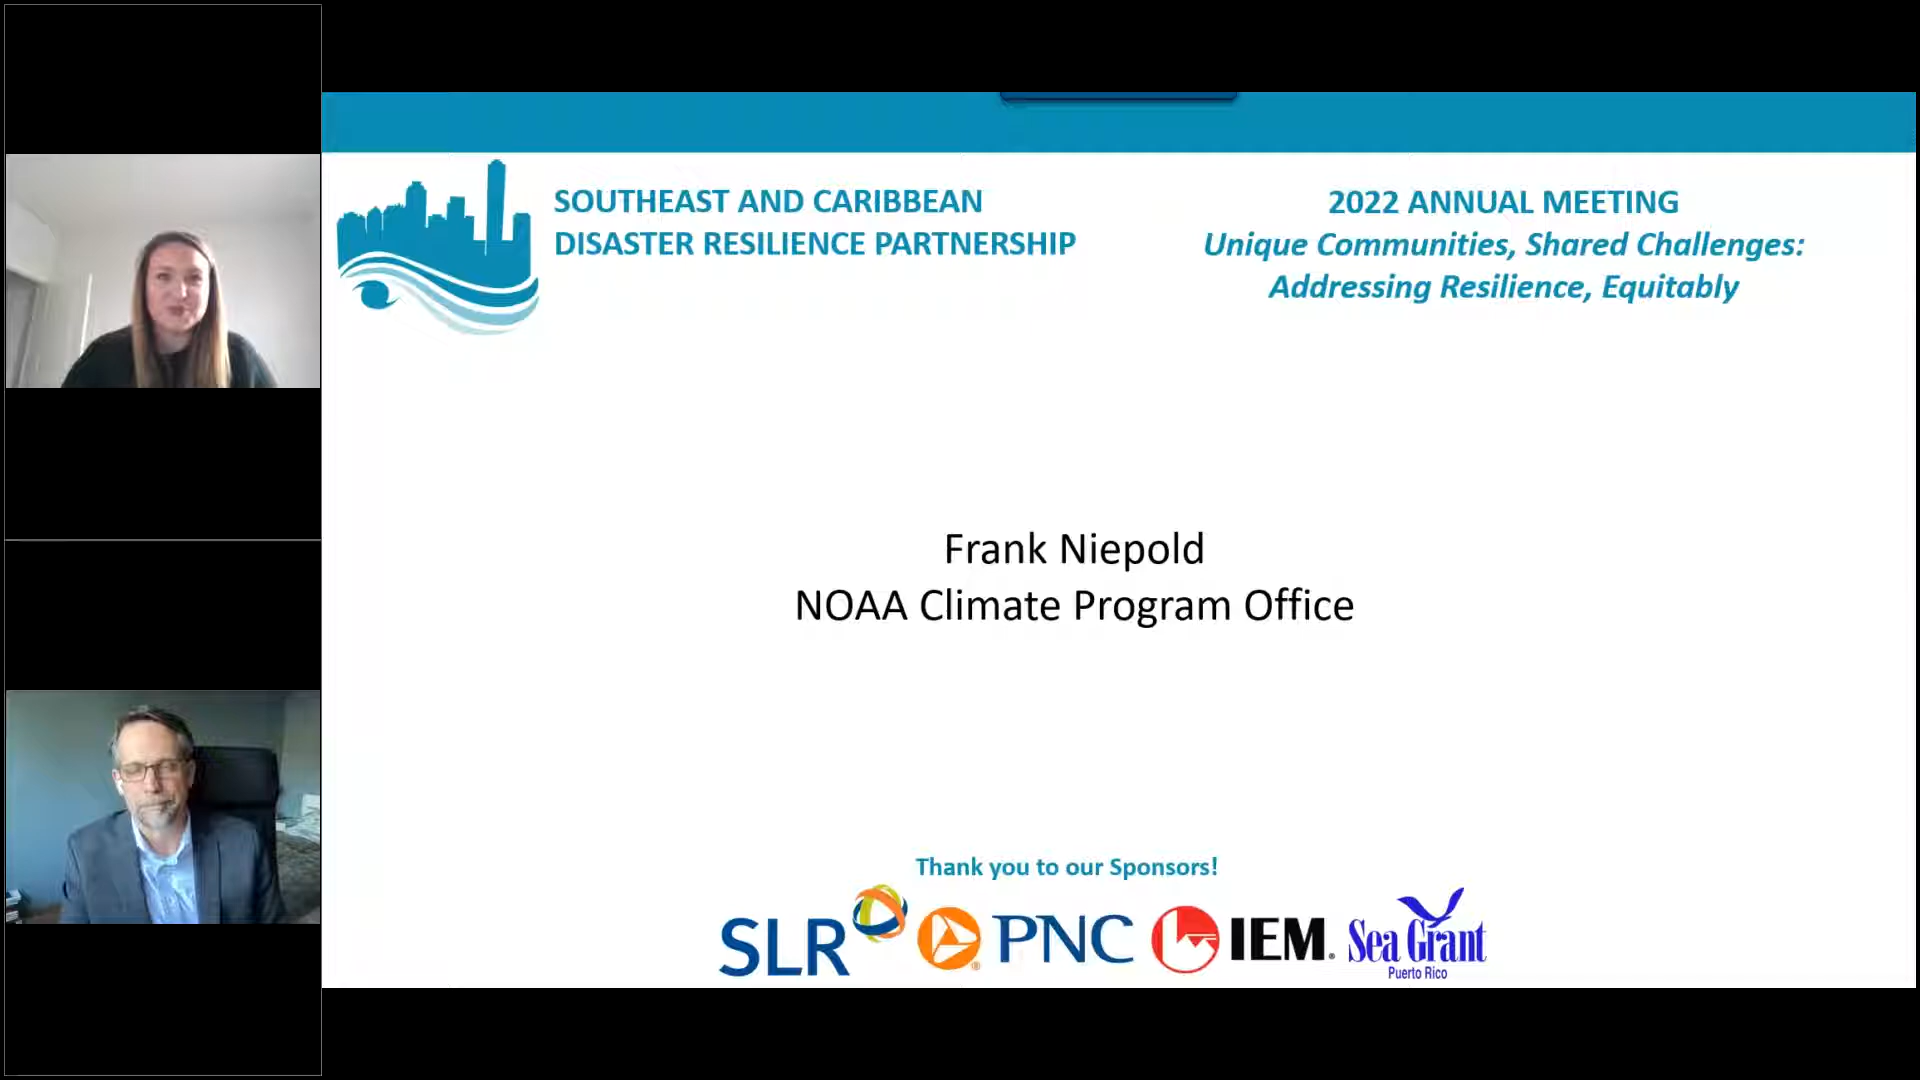 SOUTHEAST AND CARIBBEAN
DISASTER RESILIENCE PARTNERSHIP
2022 ANNUAL MEETING
Unique Communities, Shared Challenges:
Addressing Resilience, Equitably
Frank Niepold
NOAA Climate Program Office
Thank you to our Sponsors!
SLR
PNC
IEM
Sea Grant
Puerto Rico